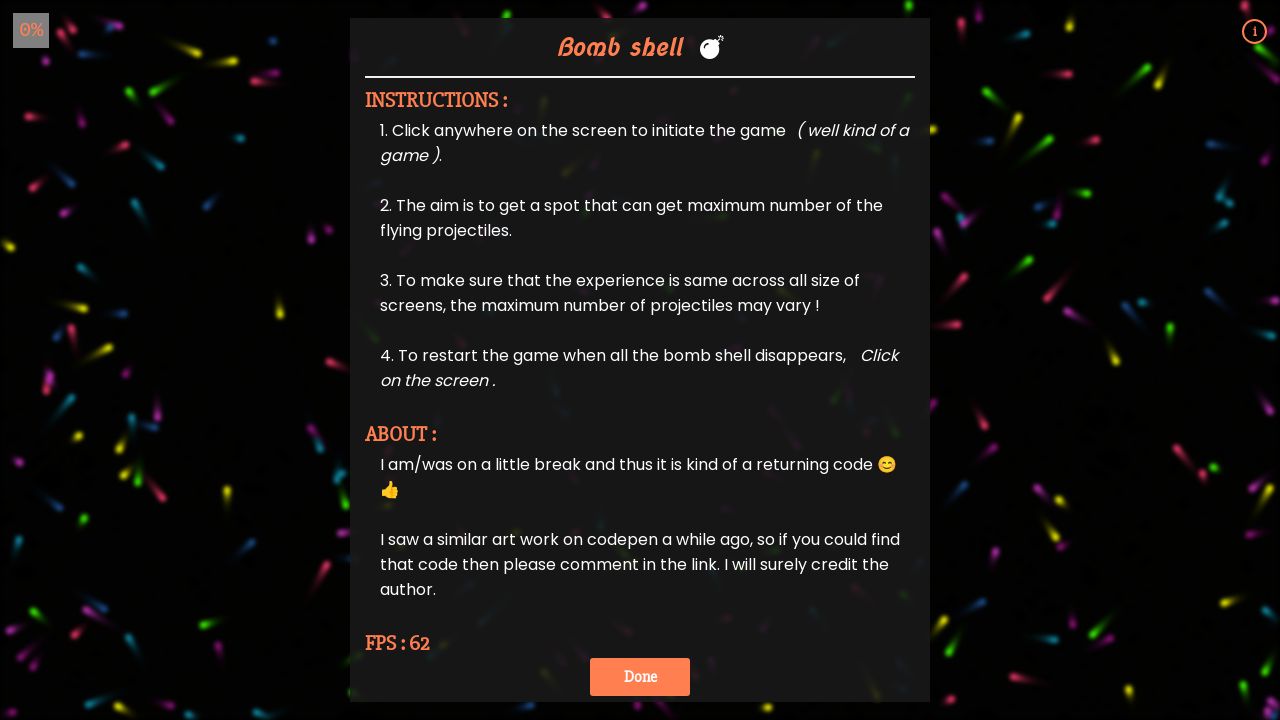 0%
i
Bomb shell 💣
INSTRUCTIONS :
1. Click anywhere on the screen to initiate the game ( well kind of a
game ).
2. The aim is to get a spot that can get maximum number of the
flying projectiles.
3. To make sure that the experience is same across all size of
screens, the maximum number of projectiles may vary !
4. To restart the game when all the bomb shell disappears, Click
on the screen .
ABOUT :
I am/was on a little break and thus it is kind of a returning code 😊
👍
I saw a similar art work on codepen a while ago, so if you could find
that code then please comment in the link. I will surely credit the
author.
FPS : 62
Done